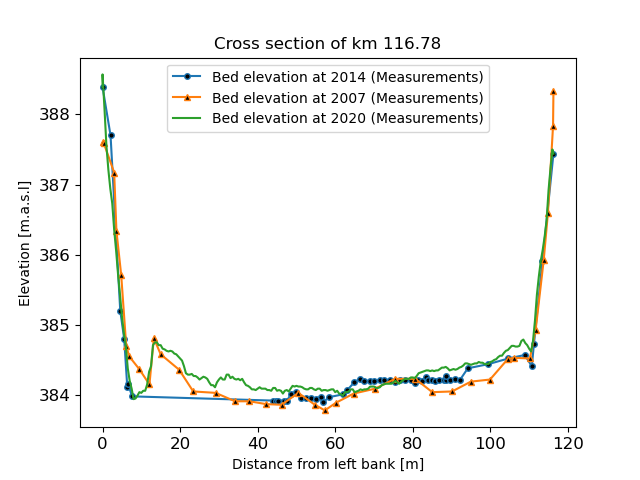 Cross section of km 116.78
Bed elevation at 2014 (Measurements)
Bed elevation at 2007 (Measurements)
Bed elevation at 2020 (Measurements)
388
387
386
385
384
Elevation [m.a.s.l]
0 20 40 60 80 100 120
Distance from left bank [m]